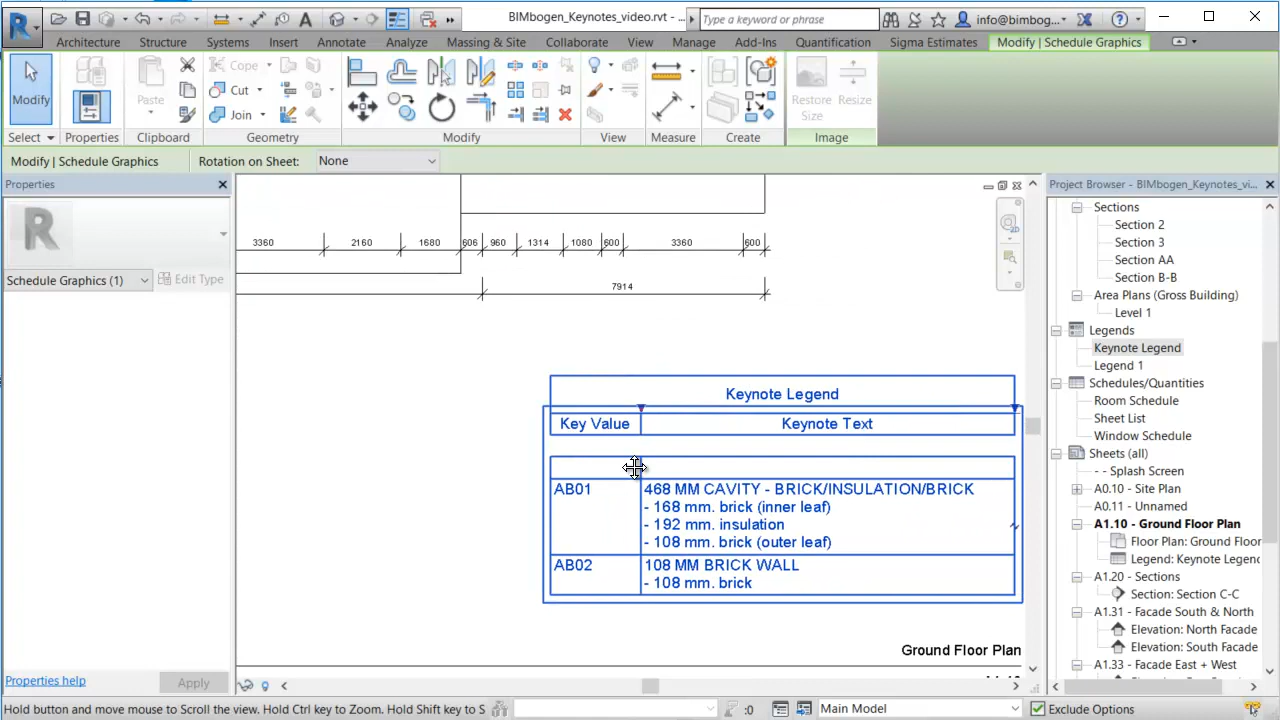 BIMbogen_Keynotes_video.rvt - ...
Type a keyword or phrase
info@bimbog...
Architecture
Structure
Systems
Insert
Annotate
Analyze
Massing & Site
Collaborate
View
Manage
Add-Ins
Quantification
Sigma Estimates
Modify | Schedule Graphics
Modify
Paste
Cope
Cut
Join
Restore Size
Resize
Select
Properties
Clipboard
Geometry
Modify
View
Measure
Create
Image
Modify | Schedule Graphics
Rotation on Sheet:
None
Properties
Schedule Graphics (1)
Edit Type
Properties help
Apply
3360
2160
1680
606
960
1314
1080
600
3360
600
7914
Keynote Legend
Key Value
Keynote Text
AB01
468 MM CAVITY - BRICK/INSULATION/BRICK
- 168 mm. brick (inner leaf)
- 192 mm. insulation
- 108 mm. brick (outer leaf)
AB02
108 MM BRICK WALL
- 108 mm. brick
Ground Floor Plan
Project Browser - BIMbogen_Keynotes_vi...
Sections
Section 2
Section 3
Section AA
Section B-B
Area Plans (Gross Building)
Level 1
Legends
Keynote Legend
Legend 1
Schedules/Quantities
Room Schedule
Sheet List
Window Schedule
Sheets (all)
- - Splash Screen
A0.10 - Site Plan
A0.11 - Unnamed
A1.10 - Ground Floor Plan
Floor Plan: Ground Floor
Legend: Keynote Legend
A1.20 - Sections
Section: Section C-C
A1.31 - Facade South & North
Elevation: North Facade
Elevation: South Facade
A1.33 - Facade East + West
Hold button and move mouse to Scroll the view. Hold Ctrl key to Zoom. Hold Shift key to S
:0
Main Model
Exclude Options